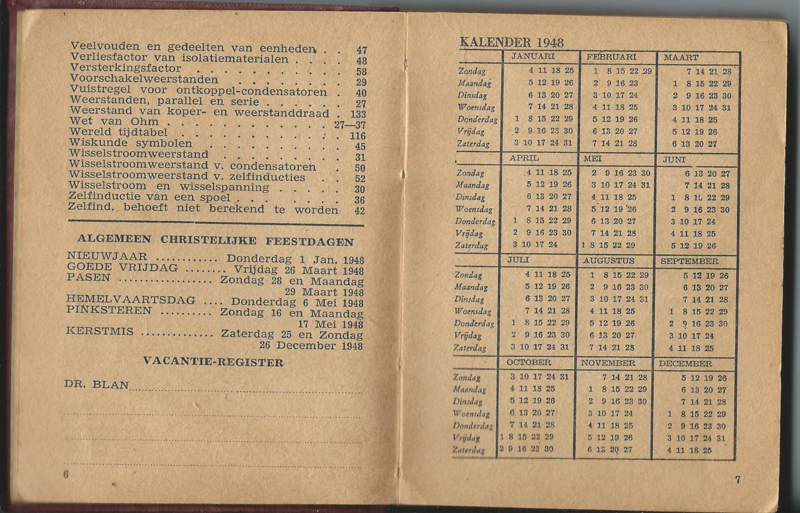 Veelvouden en gedeelten van eenheden . . 47
Verliesfactor van isolatiematerialen . . . 48
Versterkingsfactor . . . . . . . . . . . 58
Voorschakelweerstanden . . . . . . . . 29
Vuistregel voor ontkoppel-condensatoren . 40
Weerstanden, parallel en serie . . . . . . 27
Weerstand van koper- en weerstanddraad . 133
Wet van Ohm . . . . . . . . . . . . 27—37
Wereld tijdtabel . . . . . . . . . . . 116
Wiskunde symbolen . . . . . . . . . . 45
Wisselstroomweerstand . . . . . . . . 31
Wisselstroomweerstand v. condensatoren . 50
Wisselstroomweerstand v. zelfinducties . . 52
Wisselstroom en wisselspanning . . . . . 30
Zelfinductie van een spoel . . . . . . . 36
Zelfind. behoeft niet berekend te worden 42
ALGEMEEN CHRISTELIJKE FEESTDAGEN
NIEUWJAAR ............ Donderdag 1 Jan. 1948
GOEDE VRIJDAG ........ Vrijdag 26 Maart 1948
PASEN ............... Zondag 28 en Maandag
29 Maart 1948
HEMELVAARTSDAG .... Donderdag 6 Mei 1948
PINKSTEREN .......... Zondag 16 en Maandag
17 Mei 1948
KERSTMIS .............. Zaterdag 25 en Zondag
26 December 1948
VACANTIE-REGISTER
DR. BLAN
6
KALENDER 1948
JANUARI FEBRUARI MAART
Zondag 4 11 18 25 1 8 15 22 29 7 14 21 28
Maandag 5 12 19 26 2 9 16 23 1 8 15 22 29
Dinsdag 6 13 20 27 3 10 17 24 2 9 16 23 30
Woensdag 7 14 21 28 4 11 18 25 3 10 17 24 31
Donderdag 1 8 15 22 29 5 12 19 26 4 11 18 25
Vrijdag 2 9 16 23 30 6 13 20 27 5 12 19 26
Zaterdag 3 10 17 24 31 7 14 21 28 6 13 20 27
APRIL MEI JUNI
Zondag 4 11 18 25 2 9 16 23 30 6 13 20 27
Maandag 5 12 19 26 3 10 17 24 31 7 14 21 28
Dinsdag 6 13 20 27 4 11 18 25 1 8 15 22 29
Woensdag 7 14 21 28 5 12 19 26 2 9 16 23 30
Donderdag 1 8 15 22 29 6 13 20 27 3 10 17 24
Vrijdag 2 9 16 23 30 7 14 21 28 4 11 18 25
Zaterdag 3 10 17 24 1 8 15 22 29 5 12 19 26
JULI AUGUSTUS SEPTEMBER
Zondag 4 11 18 25 1 8 15 22 29 5 12 19 26
Maandag 5 12 19 26 2 9 16 23 30 6 13 20 27
Dinsdag 6 13 20 27 3 10 17 24 31 7 14 21 28
Woensdag 7 14 21 28 4 11 18 25 1 8 15 22 29
Donderdag 1 8 15 22 29 5 12 19 26 2 9 16 23 30
Vrijdag 2 9 16 23 30 6 13 20 27 3 10 17 24
Zaterdag 3 10 17 24 31 7 14 21 28 4 11 18 25
OCTOBER NOVEMBER DECEMBER
Zondag 3 10 17 24 31 7 14 21 28 5 12 19 26
Maandag 4 11 18 25 1 8 15 22 29 6 13 20 27
Dinsdag 5 12 19 26 2 9 16 23 30 7 14 21 28
Woensdag 6 13 20 27 3 10 17 24 1 8 15 22 29
Donderdag 7 14 21 28 4 11 18 25 2 9 16 23 30
Vrijdag 1 8 15 22 29 5 12 19 26 3 10 17 24 31
Zaterdag 2 9 16 23 30 6 13 20 27 4 11 18 25
7